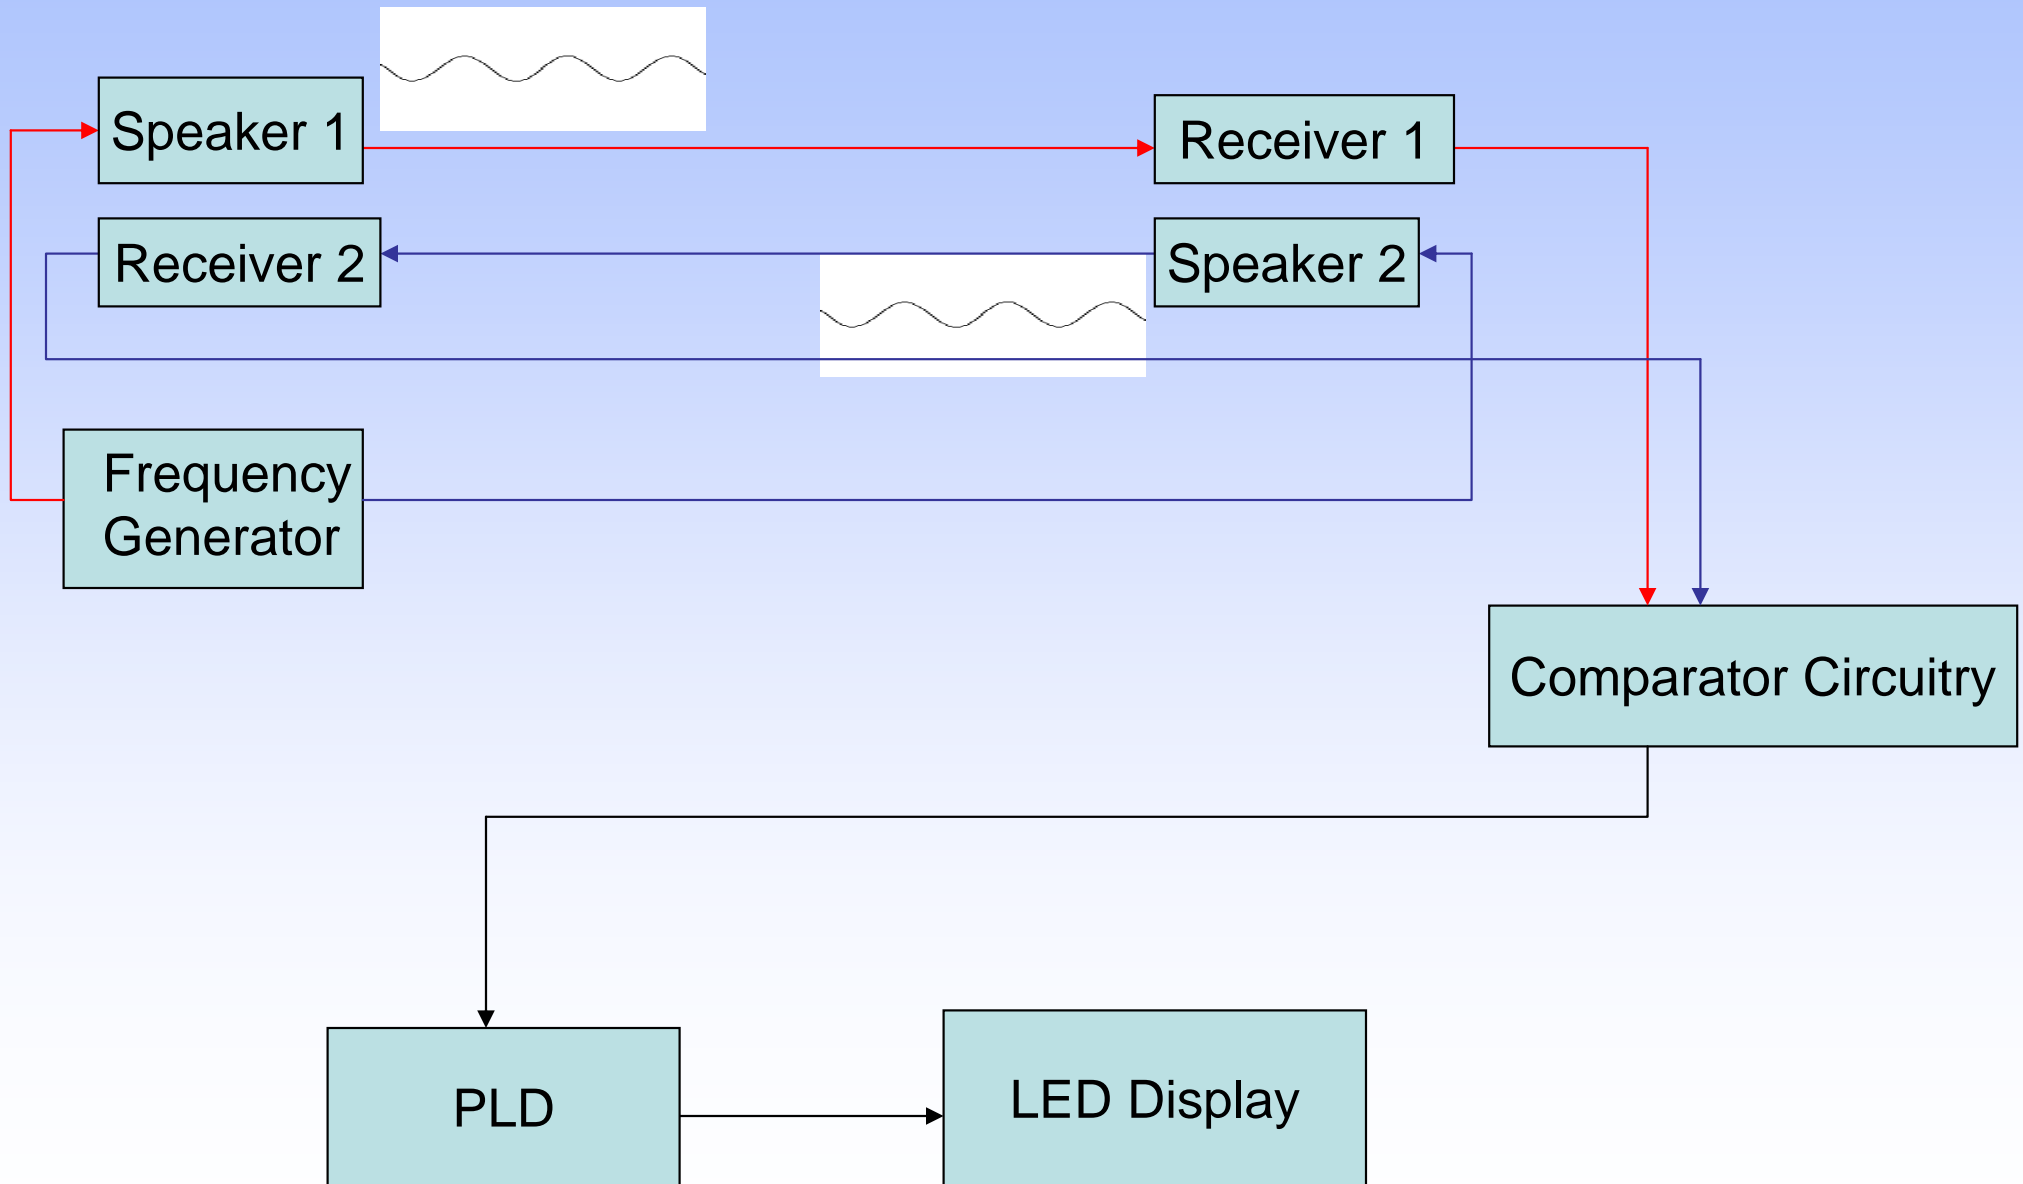 Speaker 1
Receiver 1
Receiver 2
Speaker 2
Frequency
Generator
Comparator Circuitry
PLD
LED Display